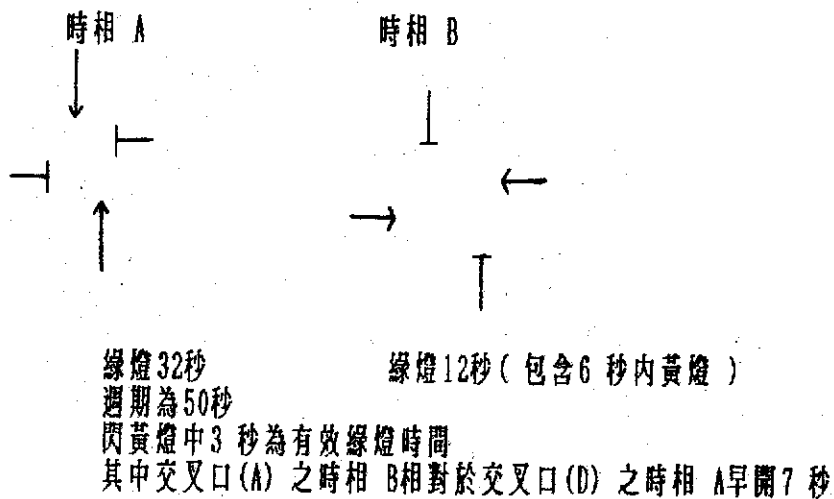 時相 A 時相 B
綠燈32秒 綠燈12秒(包含6 秒內黃燈 )
週期為50秒
閃黃燈中3 秒為有效綠燈時間
其中交叉口(A) 之時相 B相對於交叉口(D) 之時相 A早開7 秒